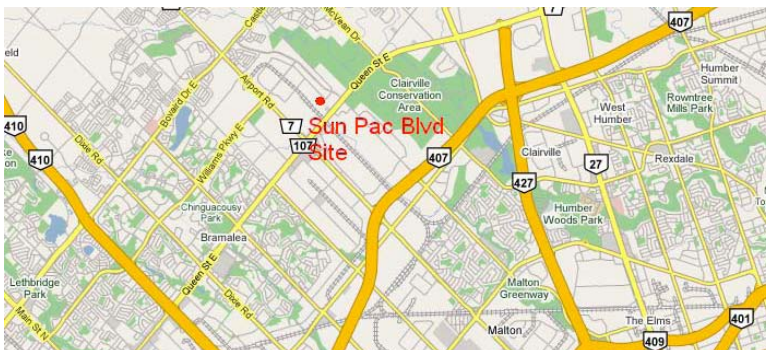 7
407
Castle
McVean Dr
Queen St E
field
Airport Rd
Bovaird Dr E
Clairville
Conservation
Area
Humber
Summit
Rowntree
Mills Park
West
Humber
410
Dixie Rd
Williams Pkwy E
7
Sun Pac Blvd
107
Site
407
Clairville
27
Rexdale
410
427
Chinguacousy
Park
Humber
Woods Park
Bramalea
Queen St E
Lethbridge
Park
Dixie Rd
Malton
Greenway
Main St N
Malton
The Elms
401
409